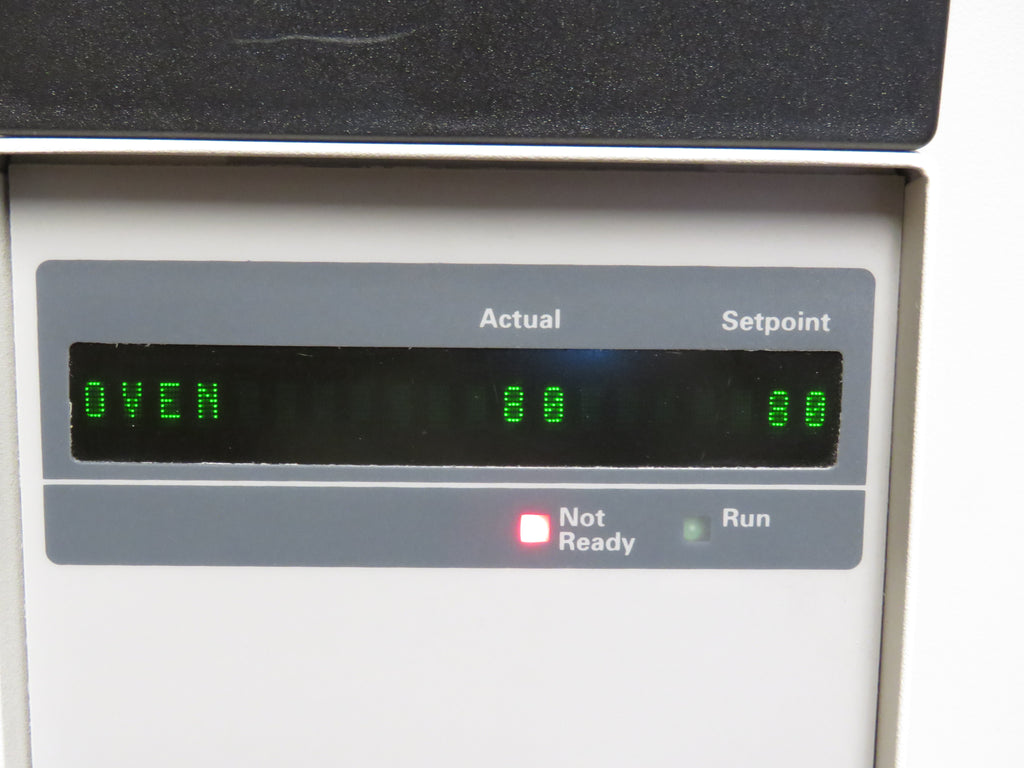 Actual Setpoint
OVEN 80 80
Not Run
Ready